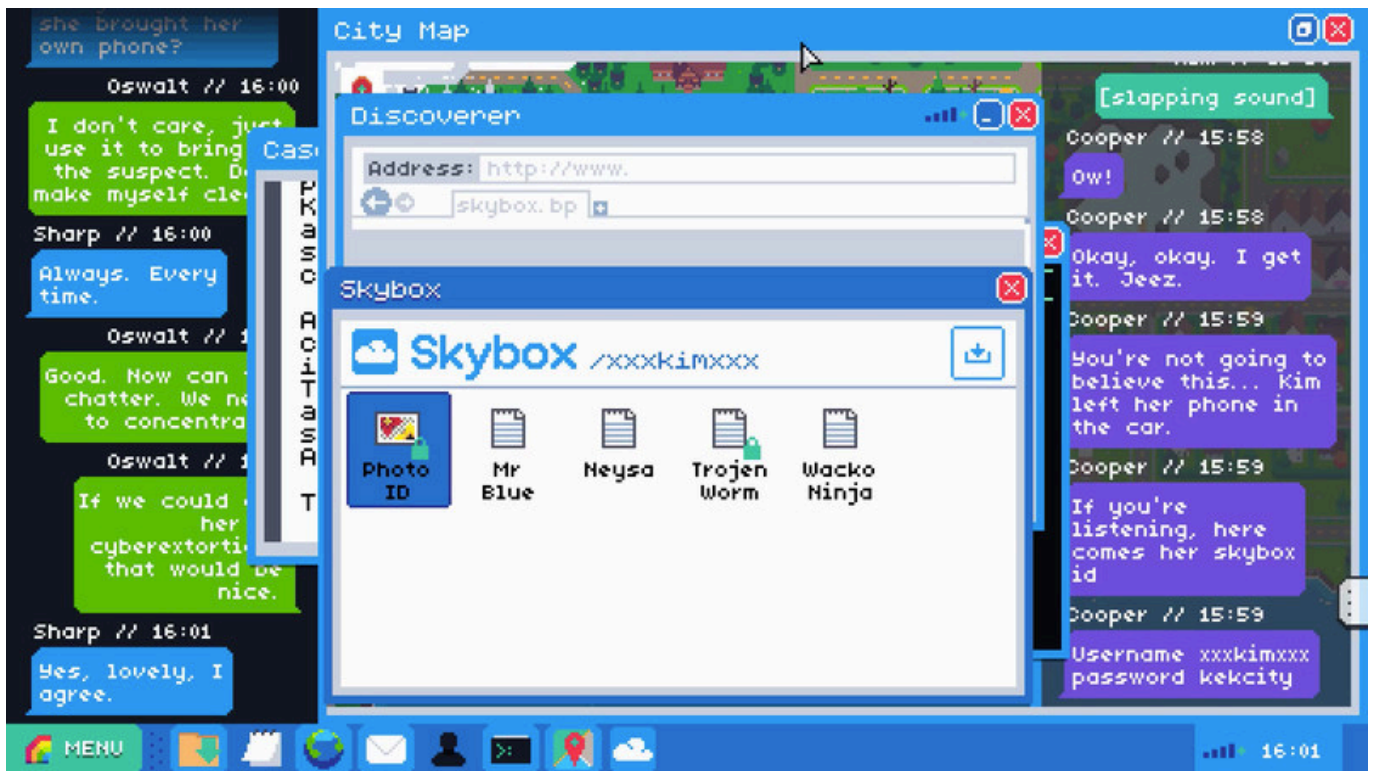 she brought her
own phone?
Oswalt // 16:00
I don't care, just
use it to bring
the suspect.
make myself
Sharp // 16:00
Always. Every
time.
Oswalt //
Good. Now can
chatter. We
to
Oswalt //
If we could
her
that would be
nice.
Sharp // 16:01
Yes, lovely, I
agree.
City Map
Discoverer
Address: http://www.
skybox.bp
Skybox
Skybox /xxxkimxxx
Photo
ID
Mr
Blue
Neysa
Trojen
Worm
Wacko
Ninja
[slapping sound]
Cooper // 15:58
Ow!
Cooper // 15:58
Okay, okay. I get
it. Jeez.
Cooper // 15:59
You're not going to
believe this... Kim
left her phone in
the car.
Cooper // 15:59
If you're
listening, here
comes her skybox
id
Cooper // 15:59
Username xxxkimxxx
password kekcity
MENU
16:01